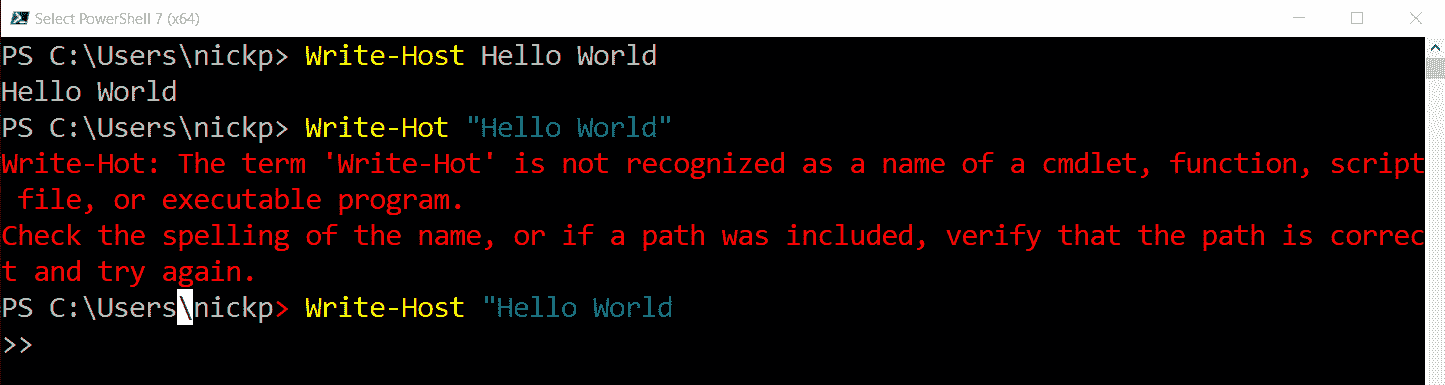 Select PowerShell 7 (x64)
PS C:\Users\nickp> Write-Host Hello World
Hello World
PS C:\Users\nickp> Write-Hot "Hello World"
Write-Hot: The term 'Write-Hot' is not recognized as a name of a cmdlet, function, script
 file, or executable program.
Check the spelling of the name, or if a path was included, verify that the path is correc
t and try again.
PS C:\Users\nickp> Write-Host "Hello World
>>